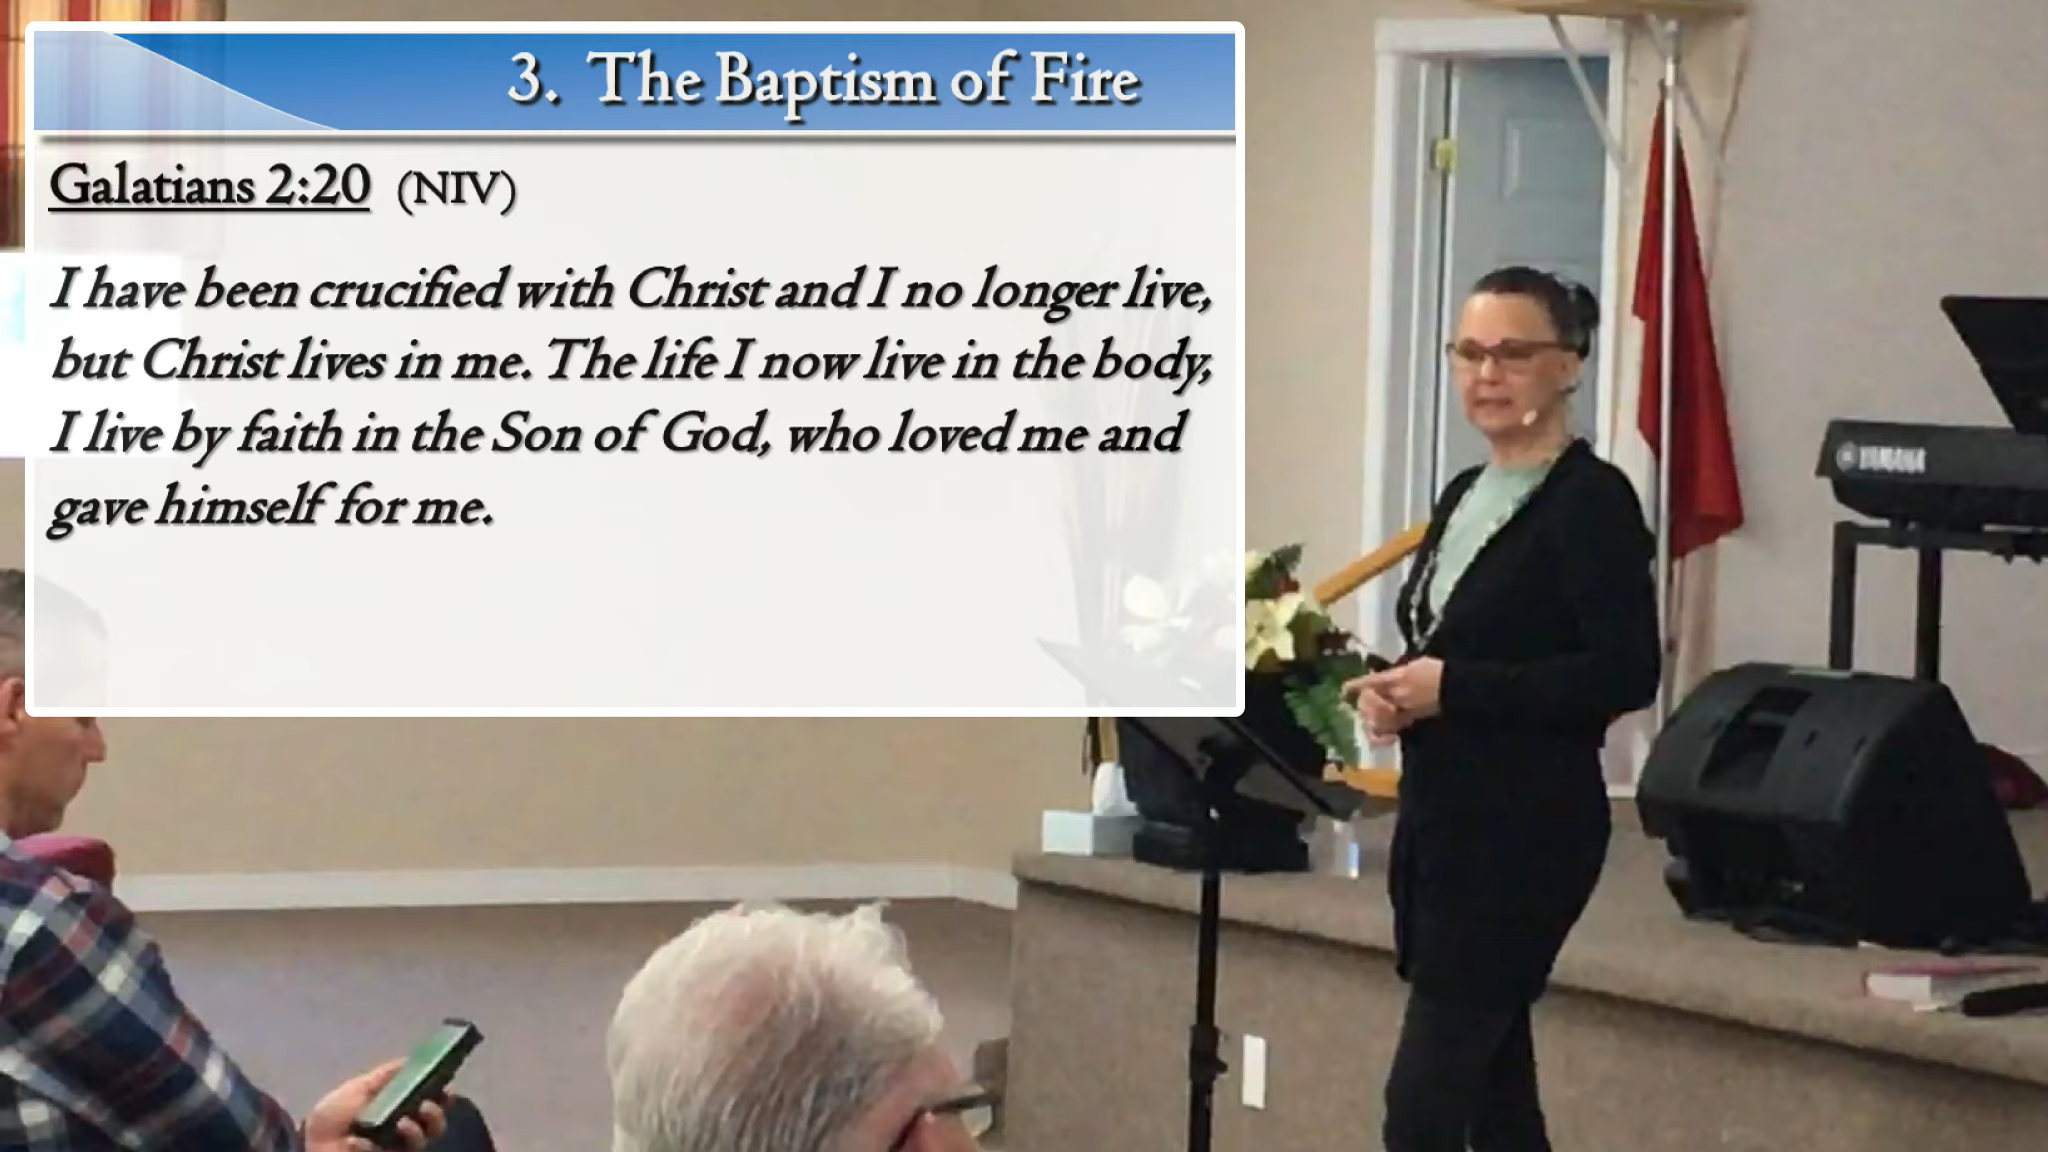 3. The Baptism of Fire
Galatians 2:20 (NIV)
I have been crucified with Christ and I no longer live,
but Christ lives in me. The life I now live in the body,
I live by faith in the Son of God, who loved me and
gave himself for me.
YAMAHA